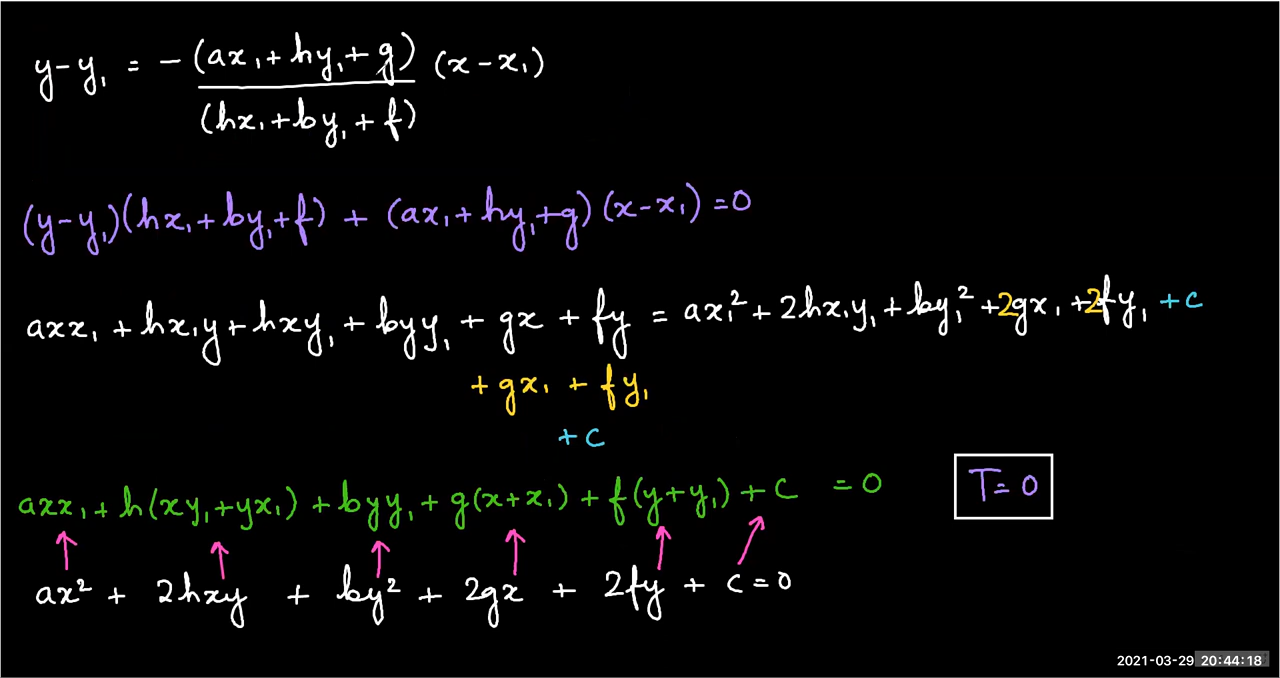 y-y₁ = -(ax₁+hy₁+g)/(hx₁+by₁+f) (x-x₁)
(y-y₁)(hx₁+by₁+f) + (ax₁+hy₁+g)(x-x₁)=0
axx₁ + hx₁y + hxy₁ + byy₁ + gx + fy = ax₁² + 2hx₁y₁ + by₁² + 2gx₁ + 2fy₁ + c
+ gx₁ + fy₁
+ c
axx₁ + h(xy₁+yx₁) + byy₁ + g(x+x₁) + f(y+y₁) + c = 0
T=0
ax² + 2hxy + by² + 2gx + 2fy + c=0
2021-03-29 20:44:18